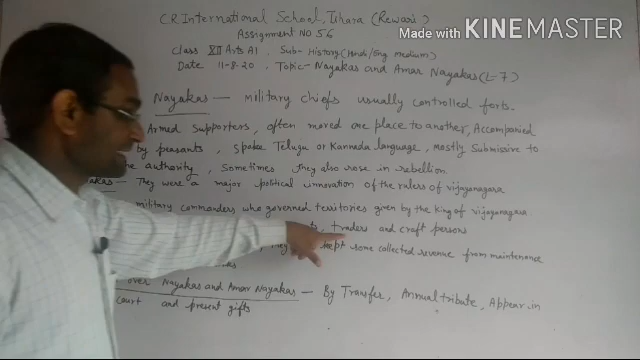 Made with KINEMASTER
CR International School, (Rewari)
Assignment No 56
Class XII Arts A1 Sub- History (Hindi/Eng medium)
Date 11-8-20 Topic- Nayakas and Amar Nayakas (L-7)
Nayakas - military chiefs usually controlled forts.
Armed supporters, often moved one place to another, Accompanied
by peasants, spoke Telugu or Kannada language, mostly Submissive to
authority, sometimes they also rose in rebellion.
They were a major political innovation of the rulers of vijayanagara
military commanders who governed territories given by the king of vijayanagara.
traders and craft persons
kept some collected revenue from maintenance
over Nayakas and Amar Nayakas - By Transfer, Annual tribute, Appear in
court and present gifts